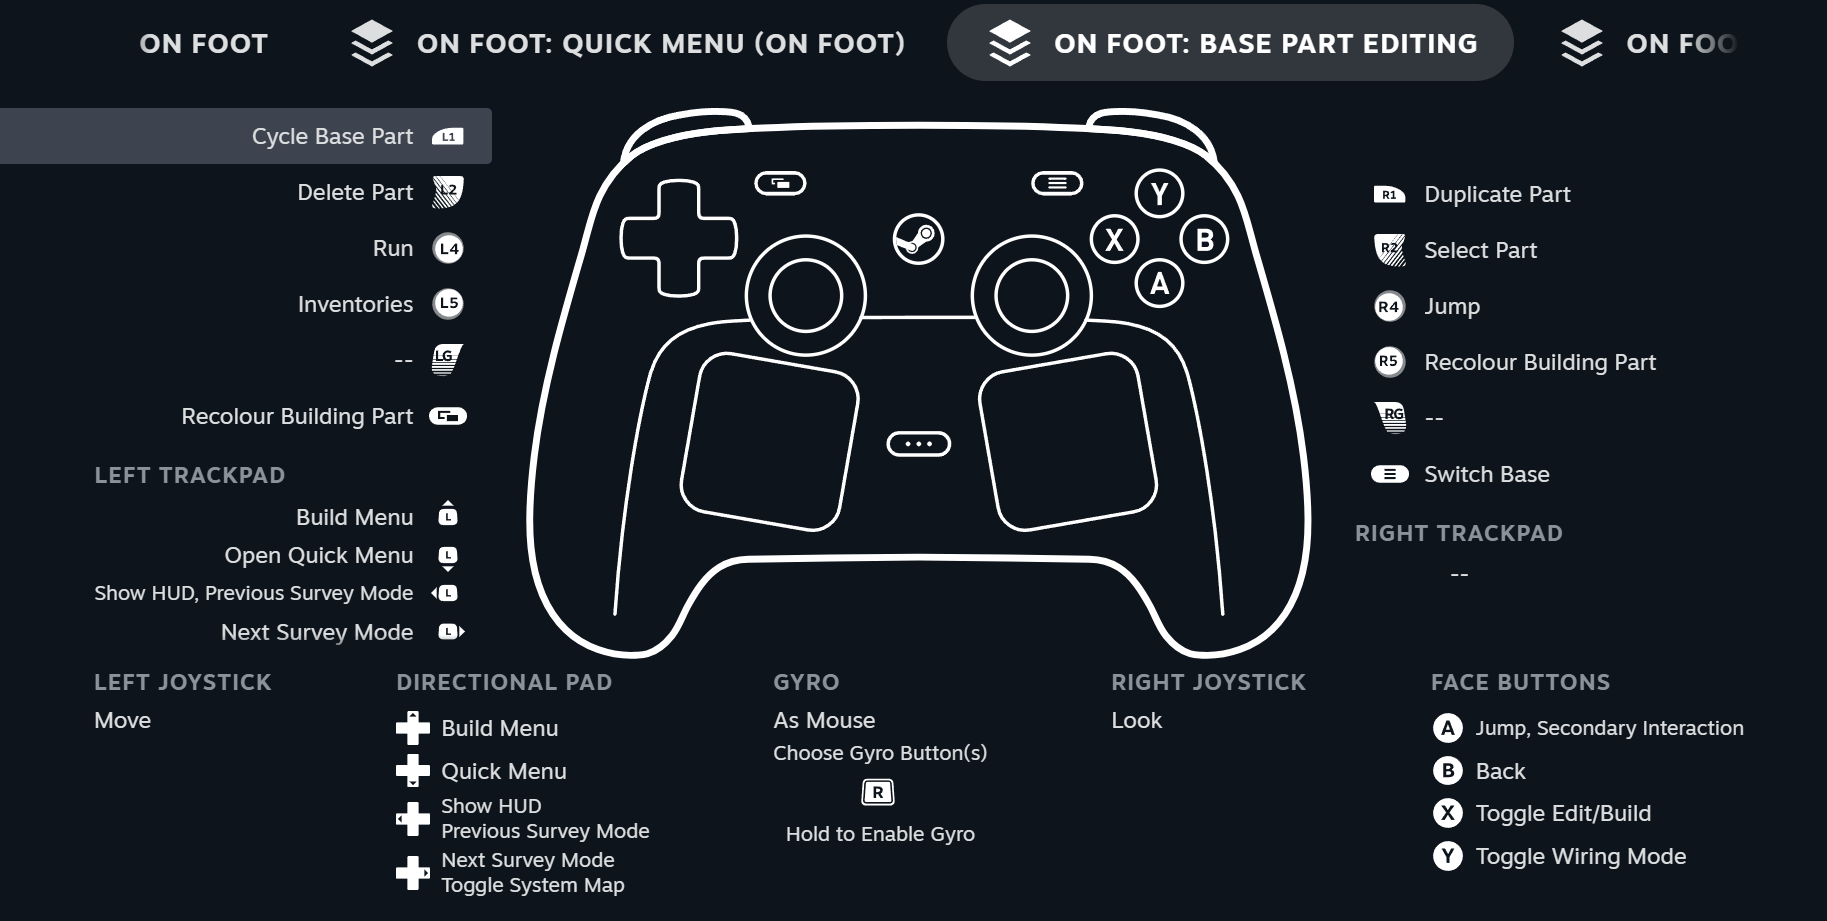 ON FOOT
ON FOOT: QUICK MENU (ON FOOT)
ON FOOT: BASE PART EDITING
ON FOO
Cycle Base Part L1
Delete Part L2
Run L4
Inventories L5
-- LG
Recolour Building Part
LEFT TRACKPAD
Build Menu L
Open Quick Menu L
Show HUD, Previous Survey Mode L
Next Survey Mode L
Y
X
B
A
R1 Duplicate Part
R2 Select Part
R4 Jump
R5 Recolour Building Part
RG --
Switch Base
RIGHT TRACKPAD
--
LEFT JOYSTICK
Move
DIRECTIONAL PAD
Build Menu
Quick Menu
Show HUD
Previous Survey Mode
Next Survey Mode
Toggle System Map
GYRO
As Mouse
Choose Gyro Button(s)
R
Hold to Enable Gyro
RIGHT JOYSTICK
Look
FACE BUTTONS
A Jump, Secondary Interaction
B Back
X Toggle Edit/Build
Y Toggle Wiring Mode